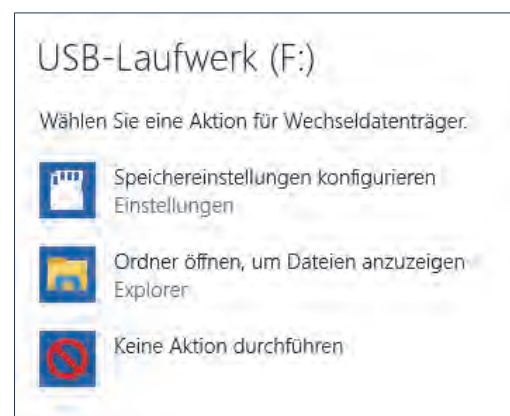 USB-Laufwerk (F:)
Wählen Sie eine Aktion für Wechseldatenträger.
Speichereinstellungen konfigurieren
Einstellungen
Ordner öffnen, um Dateien anzuzeigen
Explorer
Keine Aktion durchführen